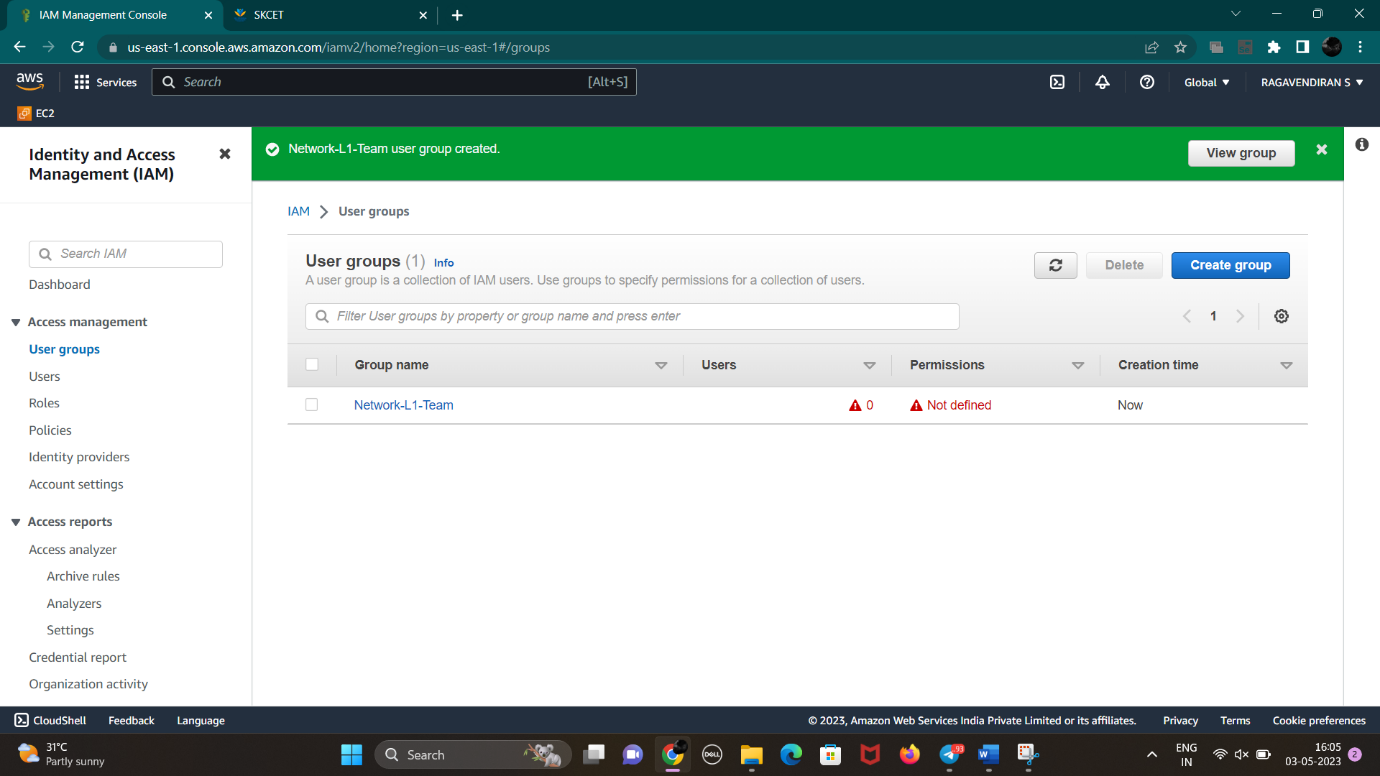 IAM Management Console
SKCET
us-east-1.console.aws.amazon.com/iamv2/home?region=us-east-1#/groups
aws
Services
Search
[Alt+S]
Global
RAGAVENDIRAN S
EC2
Identity and Access
Management (IAM)
Search IAM
Dashboard
Access management
User groups
Users
Roles
Policies
Identity providers
Account settings
Access reports
Access analyzer
Archive rules
Analyzers
Settings
Credential report
Organization activity
Network-L1-Team user group created.
View group
IAM
User groups
User groups (1) Info
A user group is a collection of IAM users. Use groups to specify permissions for a collection of users.
Delete
Create group
Filter User groups by property or group name and press enter
1
Group name
Users
Permissions
Creation time
Network-L1-Team
0
Not defined
Now
CloudShell
Feedback
Language
© 2023, Amazon Web Services India Private Limited or its affiliates.
Privacy
Terms
Cookie preferences
31°C
Partly sunny
Search
DELL
93
W
ENG
IN
16:05
03-05-2023
2